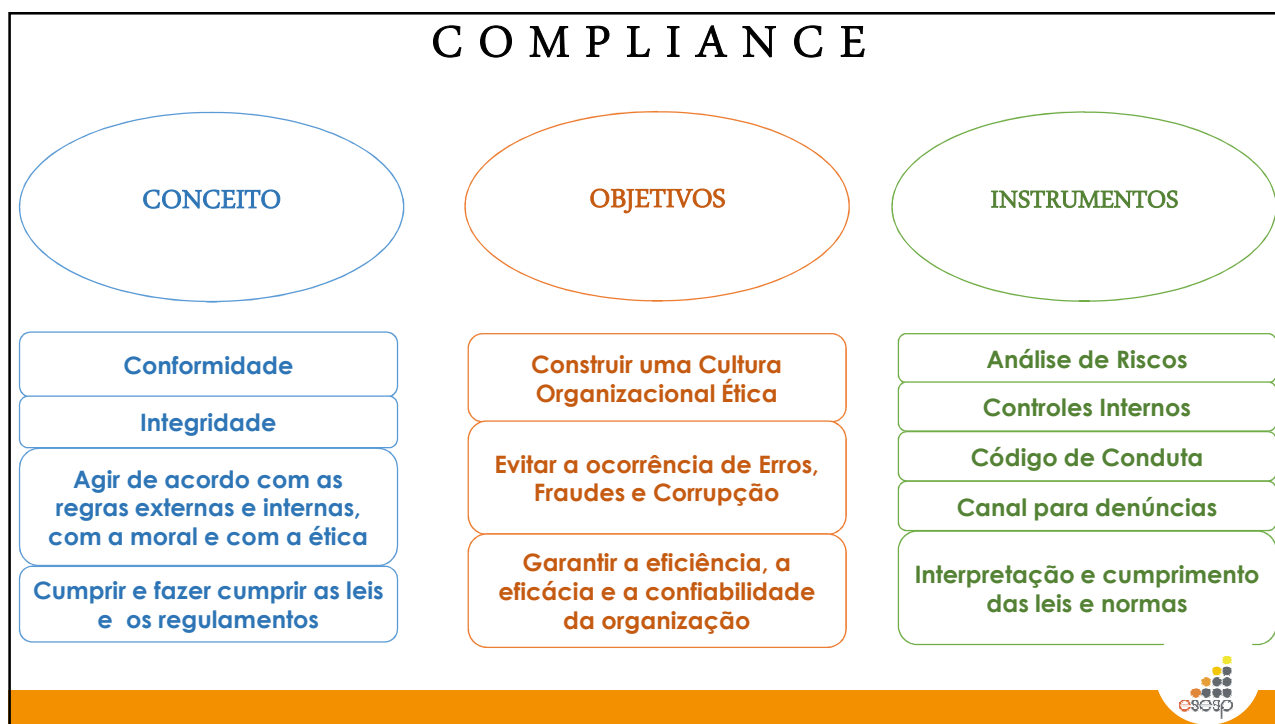 COMPLIANCE
CONCEITO
Conformidade
Integridade
Agir de acordo com as
regras externas e internas,
com a moral e com a ética
Cumprir e fazer cumprir as leis
e os regulamentos
OBJETIVOS
Construir uma Cultura
Organizacional Ética
Evitar a ocorrência de Erros,
Fraudes e Corrupção
Garantir a eficiência, a
eficácia e a confiabilidade
da organização
INSTRUMENTOS
Análise de Riscos
Controles Internos
Código de Conduta
Canal para denúncias
Interpretação e cumprimento
das leis e normas
esesp